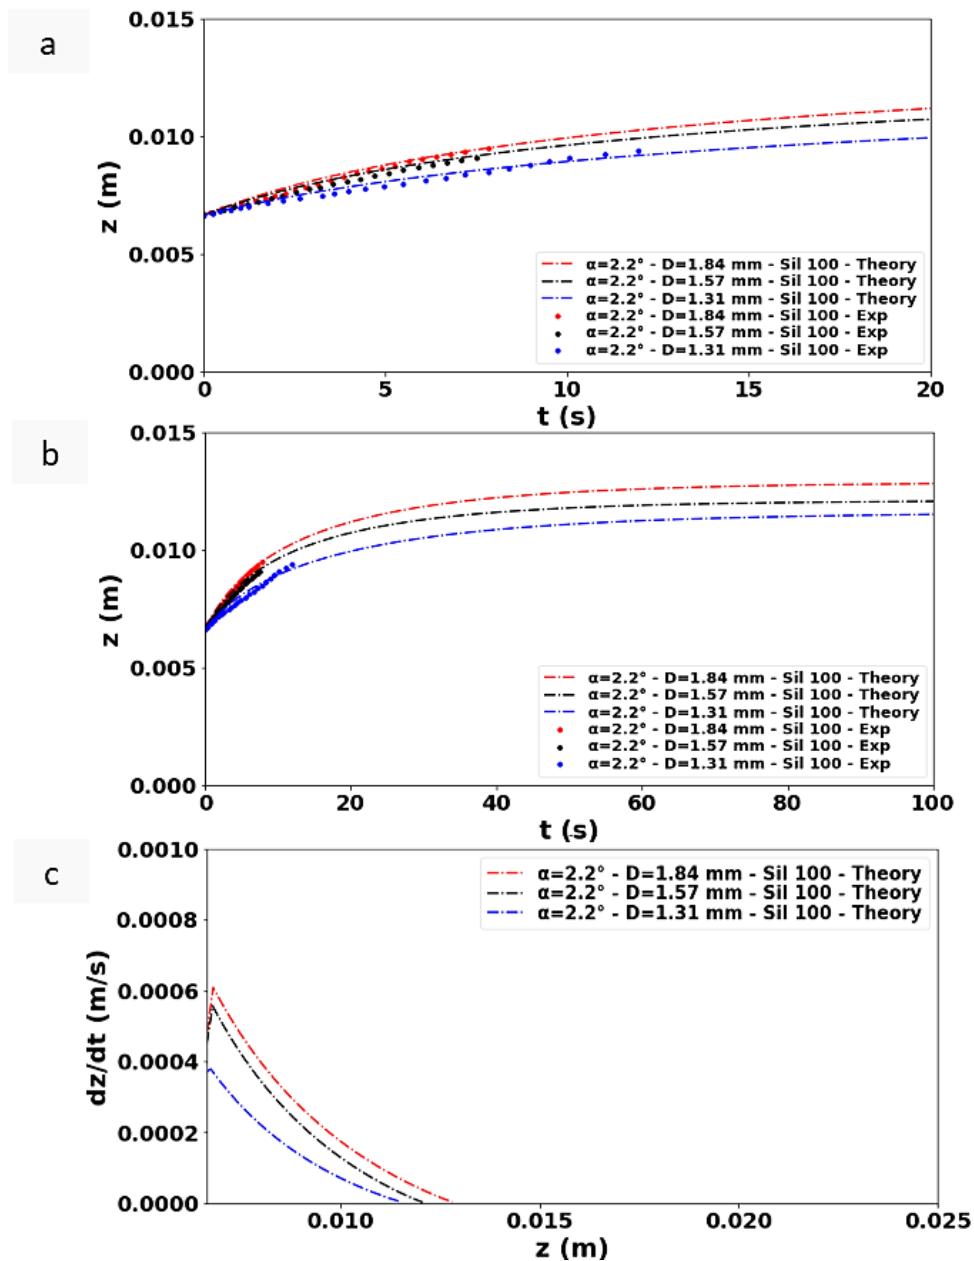 a
0.015
0.010
z (m)
0.005
α=2.2° - D=1.84 mm - Sil 100 - Theory
α=2.2° - D=1.57 mm - Sil 100 - Theory
α=2.2° - D=1.31 mm - Sil 100 - Theory
α=2.2° - D=1.84 mm - Sil 100 - Exp
α=2.2° - D=1.57 mm - Sil 100 - Exp
α=2.2° - D=1.31 mm - Sil 100 - Exp
0.000
0 5 10 15 20
t (s)
b
0.015
0.010
z (m)
0.005
α=2.2° - D=1.84 mm - Sil 100 - Theory
α=2.2° - D=1.57 mm - Sil 100 - Theory
α=2.2° - D=1.31 mm - Sil 100 - Theory
α=2.2° - D=1.84 mm - Sil 100 - Exp
α=2.2° - D=1.57 mm - Sil 100 - Exp
α=2.2° - D=1.31 mm - Sil 100 - Exp
0.000
0 20 40 60 80 100
t (s)
c
0.0010
α=2.2° - D=1.84 mm - Sil 100 - Theory
α=2.2° - D=1.57 mm - Sil 100 - Theory
α=2.2° - D=1.31 mm - Sil 100 - Theory
0.0008
0.0006
dz/dt (m/s)
0.0004
0.0002
0.0000
0.010 0.015 0.020 0.025
z (m)